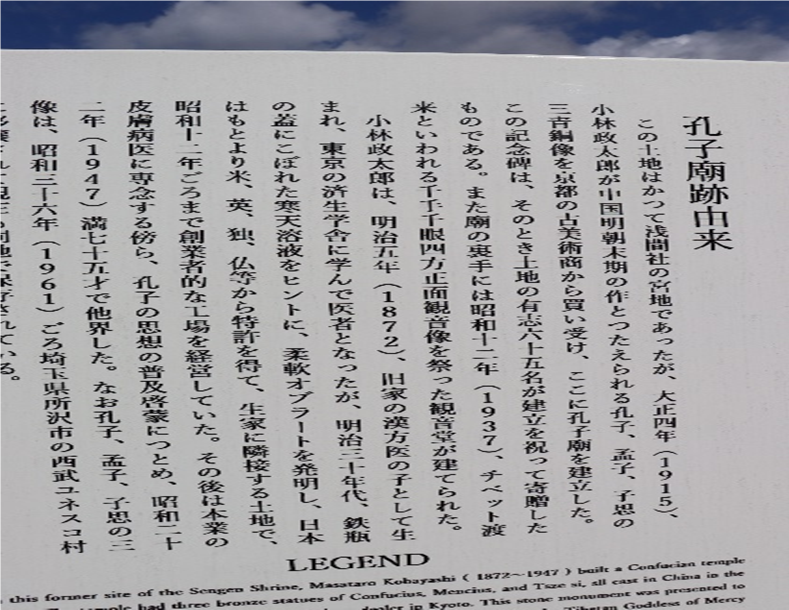 孔子廟跡由来
この土地はかつて浅間社の宮地であったが、大正四年（1915）、
小林政太郎が中国明朝末期の作とつたえられる孔子、孟子、子思の
三青銅像を京都の古美術商から買い受け、ここに孔子廟を建立した。
この記念碑は、そのとき土地の有志六十五名が建立を祝って寄贈した
ものである。また廟の裏手には昭和十二年（1937）、チベット渡
来といわれる千手千眼四方正面観音像を祭った観音堂が建てられた。
小林政太郎は、明治五年（1872）、旧家の漢方医の子として生
まれ、東京の済生学舎に学んで医者となったが、明治三十年代、鉄瓶
の蓋にこぼれた寒天浴液をヒントに、柔軟オブラートを発明し、日本
はもとより米、英、独、仏等から特許を得て、生家に隣接する土地で、
昭和十二年ごろまで創業者的な工場を経営していた。その後は本業の
皮膚病医に専念する傍ら、孔子の思想の普及啓蒙につとめ、昭和二十
二年（1947）満七十五才で他界した。なお孔子、孟子、子思の三
像は、昭和三十六年（1961）ごろ埼玉県所沢市の西武ユネスコ村
されている。
LEGEND
this former site of the Sengen Shrine, Masataro Kobayashi ( 1872～1947 ) built a Confucian temple
had three bronze statues of Confucius, Mencius, and Tsze si, all cast in China in the
dealer in Kyoto. This stone monument was presented to
Tibetan Goddess of Mercy